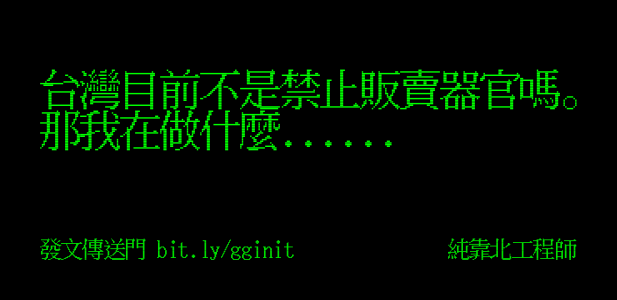 台灣目前不是禁止販賣器官嗎。
那我在做什麼......
發文傳送門 bit.ly/gginit
純靠北工程師